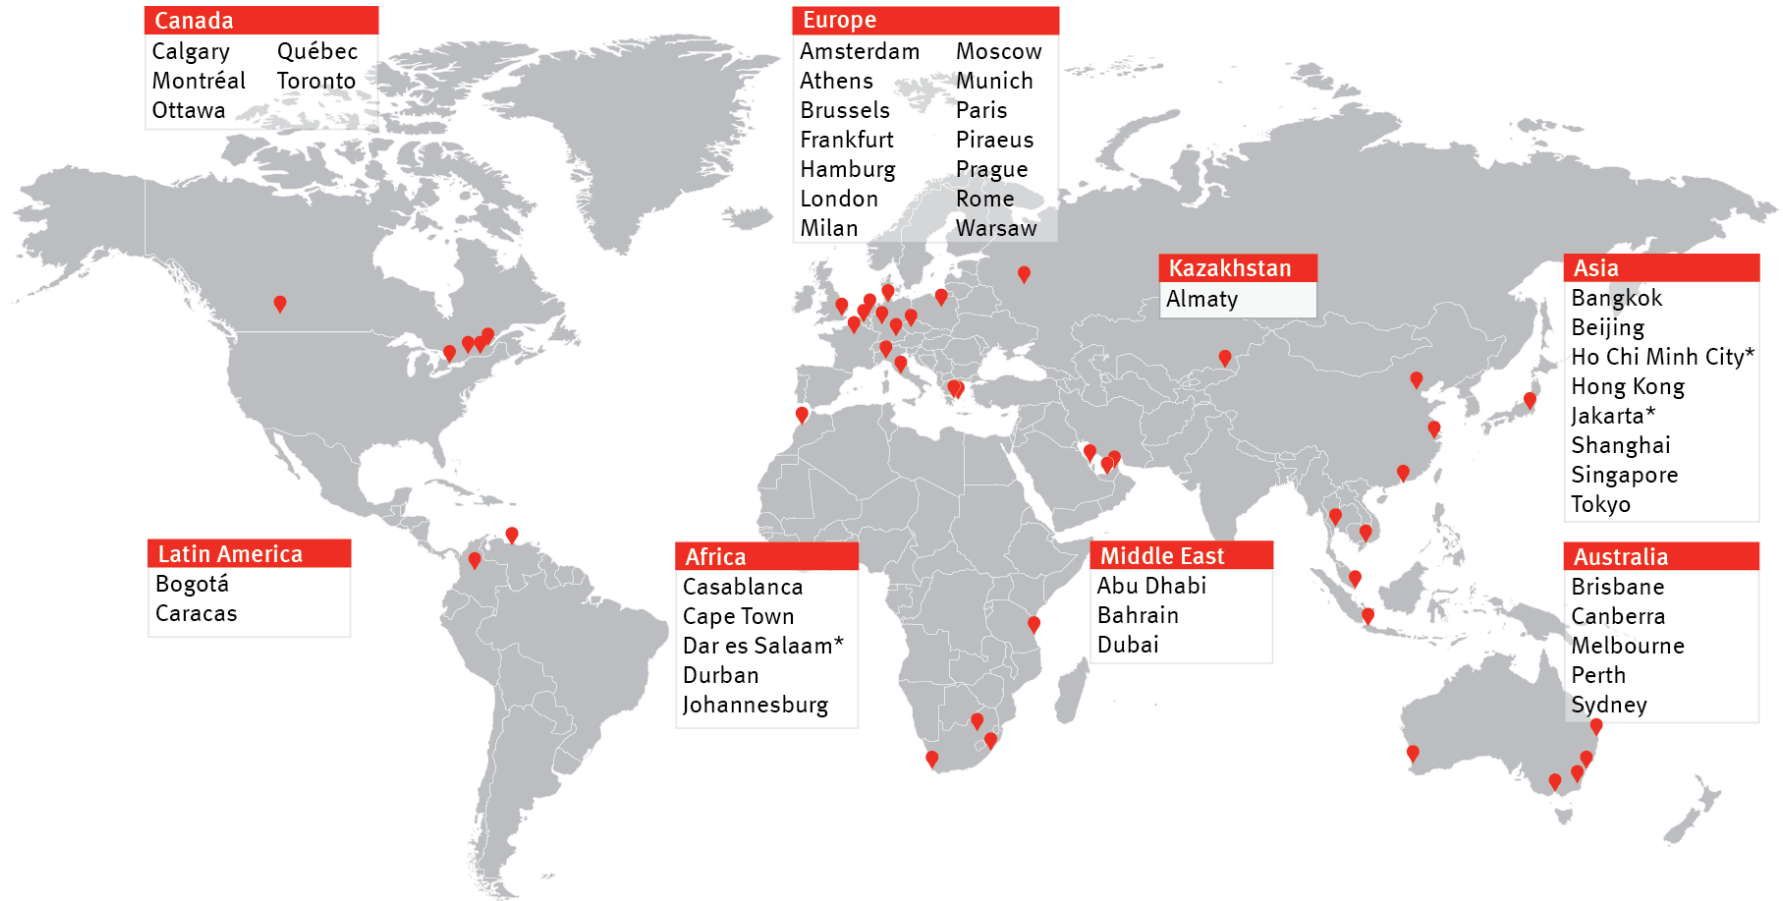 Canada
Calgary
Montréal
Ottawa
Québec
Toronto
Europe
Amsterdam
Athens
Brussels
Frankfurt
Hamburg
London
Milan
Moscow
Munich
Paris
Piraeus
Prague
Rome
Warsaw
Kazakhstan
Almaty
Asia
Bangkok
Beijing
Ho Chi Minh City*
Hong Kong
Jakarta*
Shanghai
Singapore
Tokyo
Latin America
Bogotá
Caracas
Africa
Casablanca
Cape Town
Dar es Salaam*
Durban
Johannesburg
Middle East
Abu Dhabi
Bahrain
Dubai
Australia
Brisbane
Canberra
Melbourne
Perth
Sydney